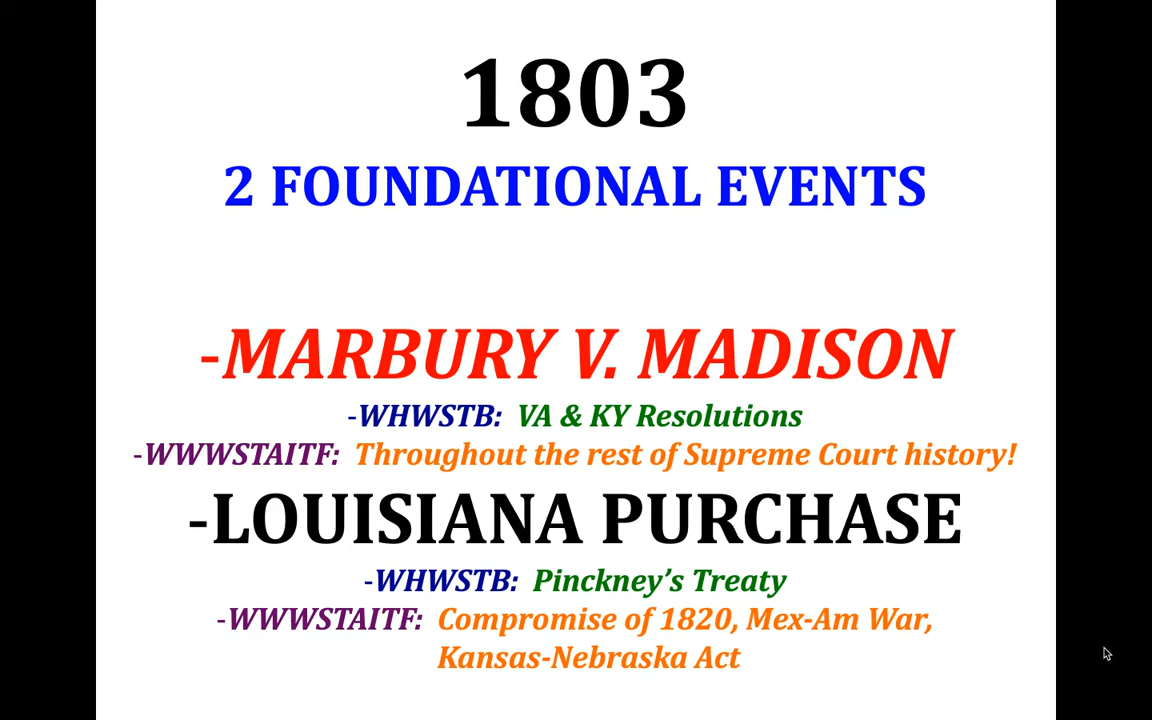 1803
2 FOUNDATIONAL EVENTS
-MARBURY V. MADISON
-WHWSTB: VA & KY Resolutions
-WWWSTAITF: Throughout the rest of Supreme Court history!
-LOUISIANA PURCHASE
-WHWSTB: Pinckney’s Treaty
-WWWSTAITF: Compromise of 1820, Mex-Am War,
Kansas-Nebraska Act